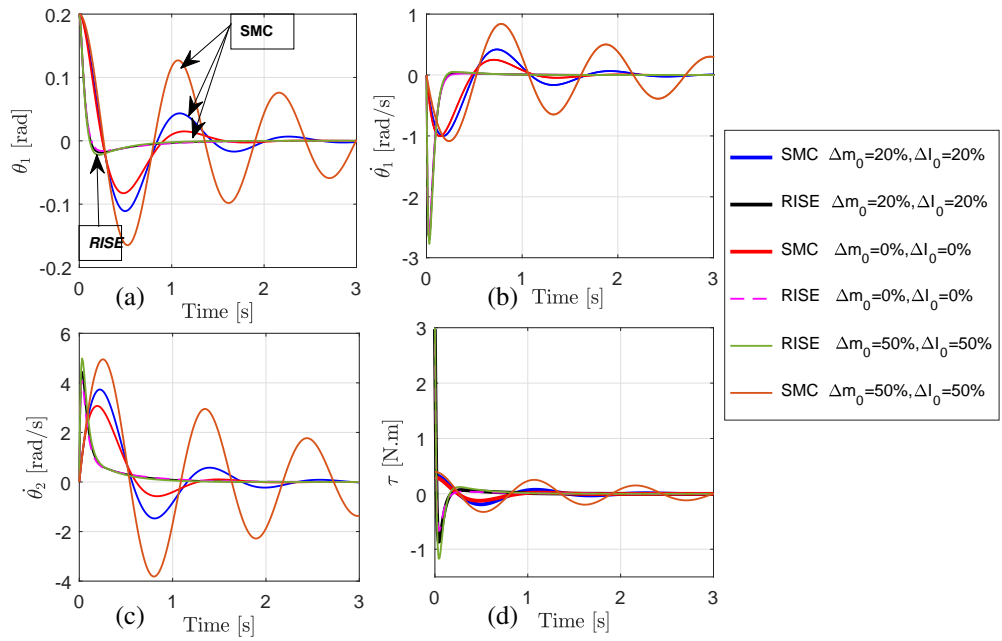 0.2
0.1
0
-0.1
-0.2
θ₁ [rad]
SMC
RISE
0
1
2
3
(a)
Time [s]
1
0
-1
-2
-3
θ̇₁ [rad/s]
0
1
2
3
(b)
Time [s]
6
4
2
0
-2
-4
θ̇₂ [rad/s]
0
1
2
3
(c)
Time [s]
3
2
1
0
-1
τ [N.m]
0
1
2
3
(d)
Time [s]
SMC Δm₀=20%,ΔI₀=20%
RISE Δm₀=20%,ΔI₀=20%
SMC Δm₀=0%,ΔI₀=0%
RISE Δm₀=0%,ΔI₀=0%
RISE Δm₀=50%,ΔI₀=50%
SMC Δm₀=50%,ΔI₀=50%